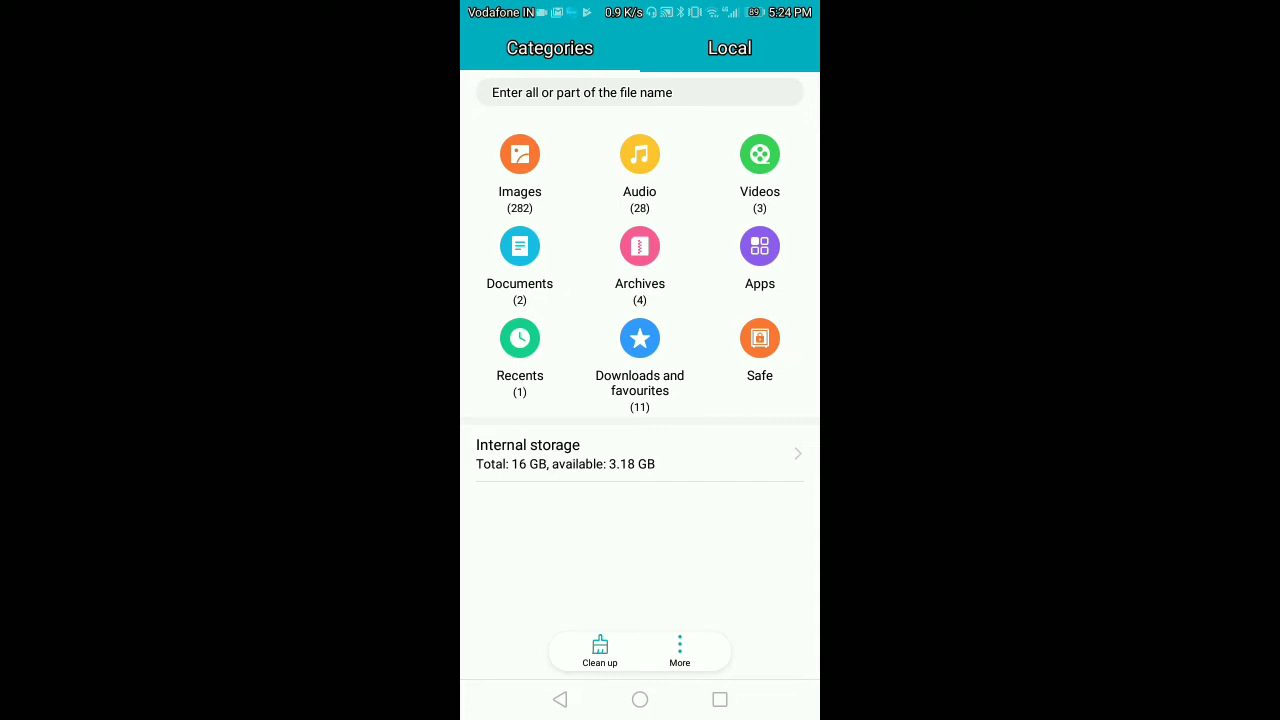 Vodafone IN 0.9 K/s 4G 89 5:24 PM
Categories Local
Enter all or part of the file name
Images Audio Videos
(282) (28) (3)
Documents Archives Apps
(2) (4)
Recents Downloads and favourites Safe
(1) (11)
Internal storage
Total: 16 GB, available: 3.18 GB
Clean up More